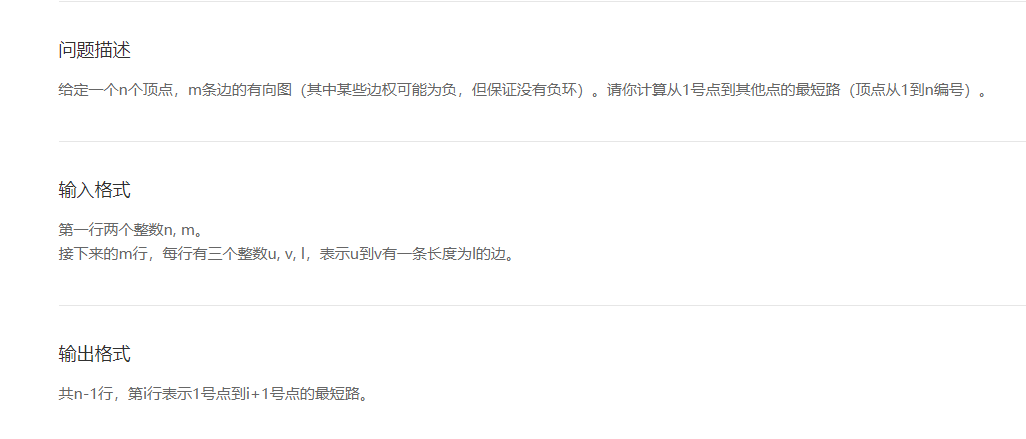 问题描述
给定一个n个顶点，m条边的有向图（其中某些边权可能为负，但保证没有负环）。请你计算从1号点到其他点的最短路（顶点从1到n编号）。
输入格式
第一行两个整数n, m。
接下来的m行，每行有三个整数u, v, l，表示u到v有一条长度为l的边。
输出格式
共n-1行，第i行表示1号点到i+1号点的最短路。